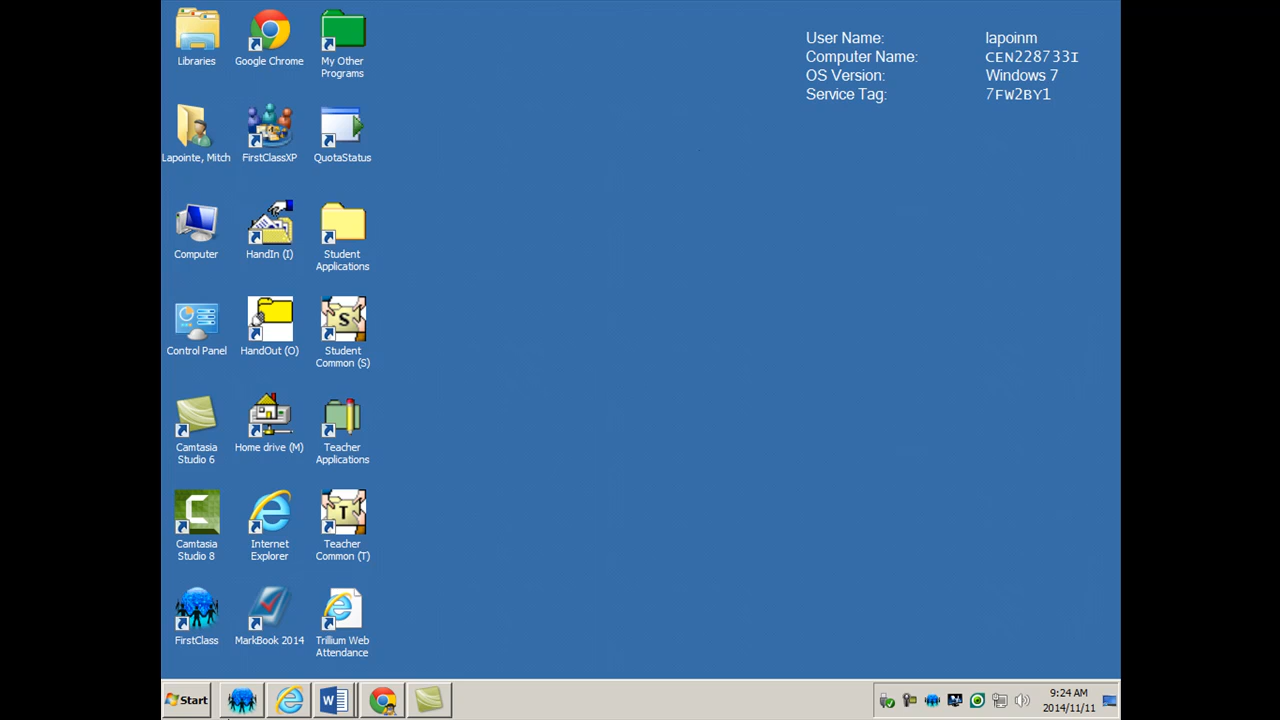 User Name: lapoinm
Computer Name: CEN228733I
OS Version: Windows 7
Service Tag: 7FW2BY1
Libraries
Google Chrome
My Other
Programs
Lapointe, Mitch
FirstClassXP
QuotaStatus
Computer
HandIn (I)
Student
Applications
Control Panel
HandOut (O)
S
Student
Common (S)
Camtasia
Studio 6
Home drive (M)
Teacher
Applications
Camtasia
Studio 8
Internet
Explorer
T
Teacher
Common (T)
FirstClass
MarkBook 2014
Trillium Web
Attendance
Start
9:24 AM
2014/11/11